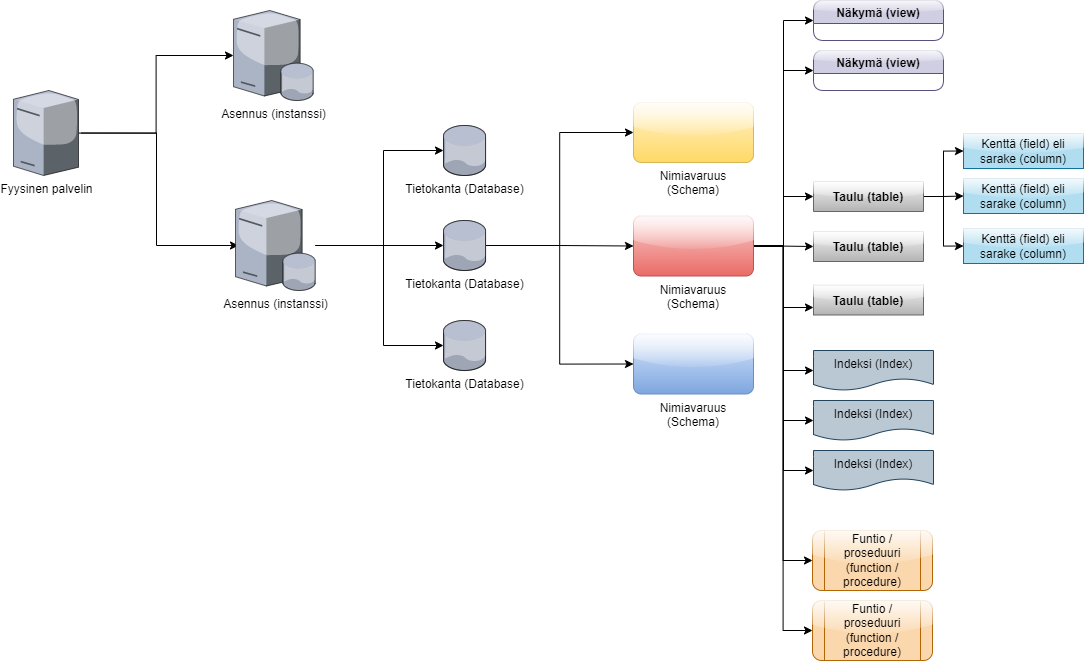 Fyysinen palvelin
Asennus (instanssi)
Asennus (instanssi)
Tietokanta (Database)
Tietokanta (Database)
Tietokanta (Database)
Nimiavaruus
(Schema)
Nimiavaruus
(Schema)
Nimiavaruus
(Schema)
Näkymä (view)
Näkymä (view)
Taulu (table)
Taulu (table)
Taulu (table)
Indeksi (Index)
Indeksi (Index)
Indeksi (Index)
Funtio /
proseduuri
(function /
procedure)
Funtio /
proseduuri
(function /
procedure)
Kenttä (field) eli
sarake (column)
Kenttä (field) eli
sarake (column)
Kenttä (field) eli
sarake (column)